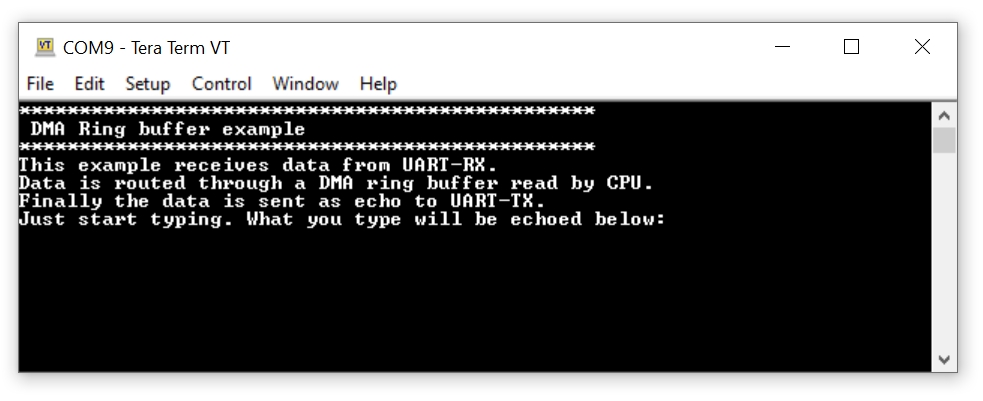 VT
COM9 - Tera Term VT
File Edit Setup Control Window Help
************************************************
DMA Ring buffer example
************************************************
This example receives data from UART-RX.
Data is routed through a DMA ring buffer read by CPU.
Finally the data is sent as echo to UART-TX.
Just start typing. What you type will be echoed below: